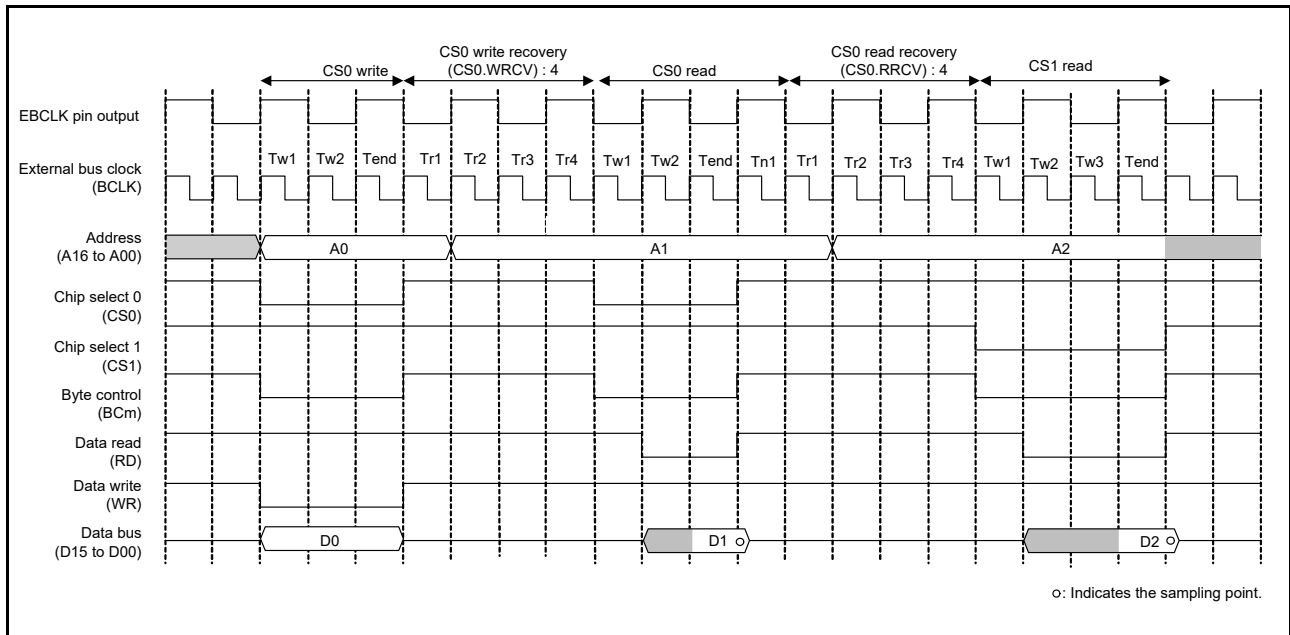 CS0 write
CS0 write recovery
(CS0.WRCV) : 4
CS0 read
CS0 read recovery
(CS0.RRCV) : 4
CS1 read
EBCLK pin output
External bus clock
(BCLK)
Tw1 Tw2 Tend Tr1 Tr2 Tr3 Tr4 Tw1 Tw2 Tend Tn1 Tr1 Tr2 Tr3 Tr4 Tw1 Tw2 Tw3 Tend
Address
(A16 to A00)
A0 A1 A2
Chip select 0
(CS0)
Chip select 1
(CS1)
Byte control
(BCm)
Data read
(RD)
Data write
(WR)
Data bus
(D15 to D00)
D0 D1 D2
o: Indicates the sampling point.